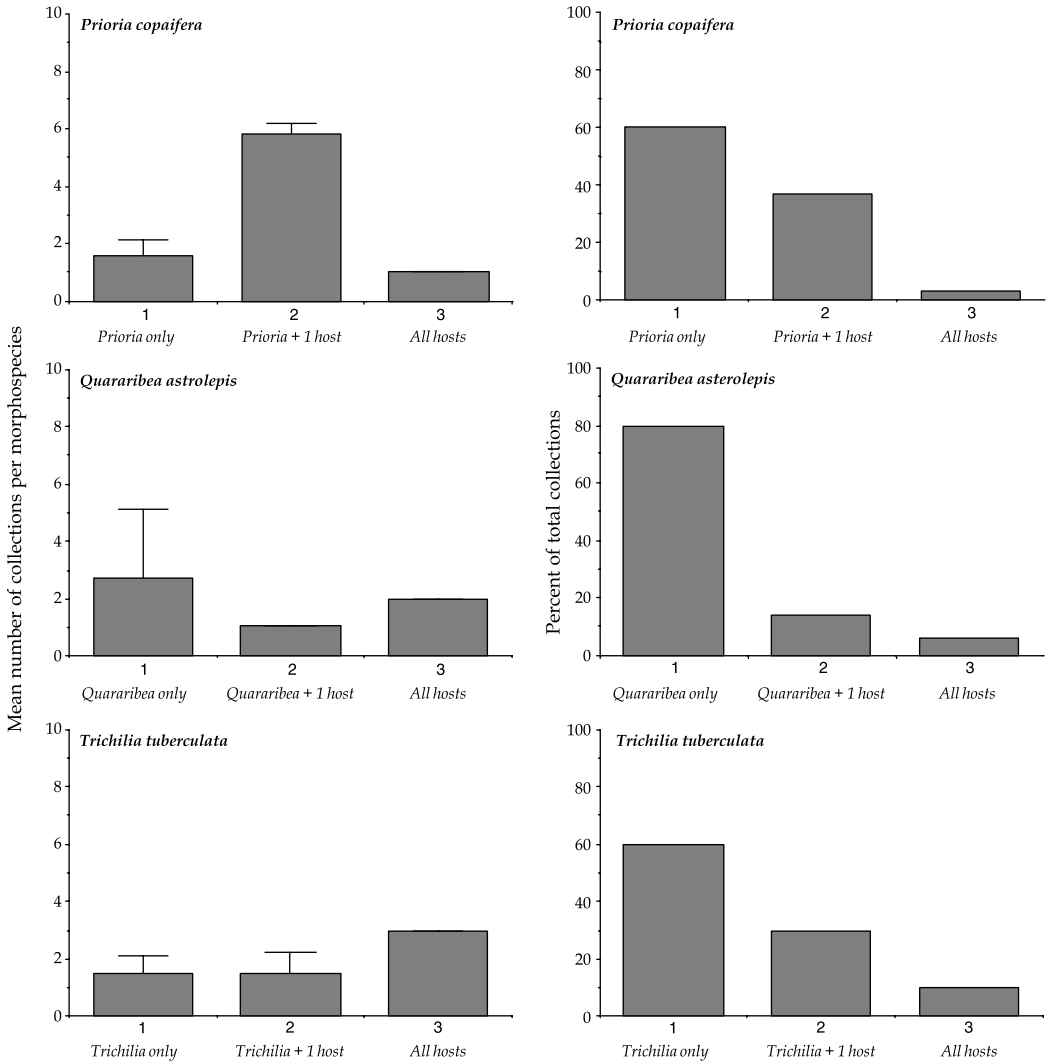 Mean number of collections per morphospecies
Prioria copaifera
10
8
6
4
2
0
1 2 3
Prioria only Prioria + 1 host All hosts
Quararibea astrolepis
10
8
6
4
2
0
1 2 3
Quararibea only Quararibea + 1 host All hosts
Trichilia tuberculata
10
8
6
4
2
0
1 2 3
Trichilia only Trichilia + 1 host All hosts
Percent of total collections
Prioria copaifera
100
80
60
40
20
0
1 2 3
Prioria only Prioria + 1 host All hosts
Quararibea asterolepis
100
80
60
40
20
0
1 2 3
Quararibea only Quararibea + 1 host All hosts
Trichilia tuberculata
100
80
60
40
20
0
1 2 3
Trichilia only Trichilia + 1 host All hosts